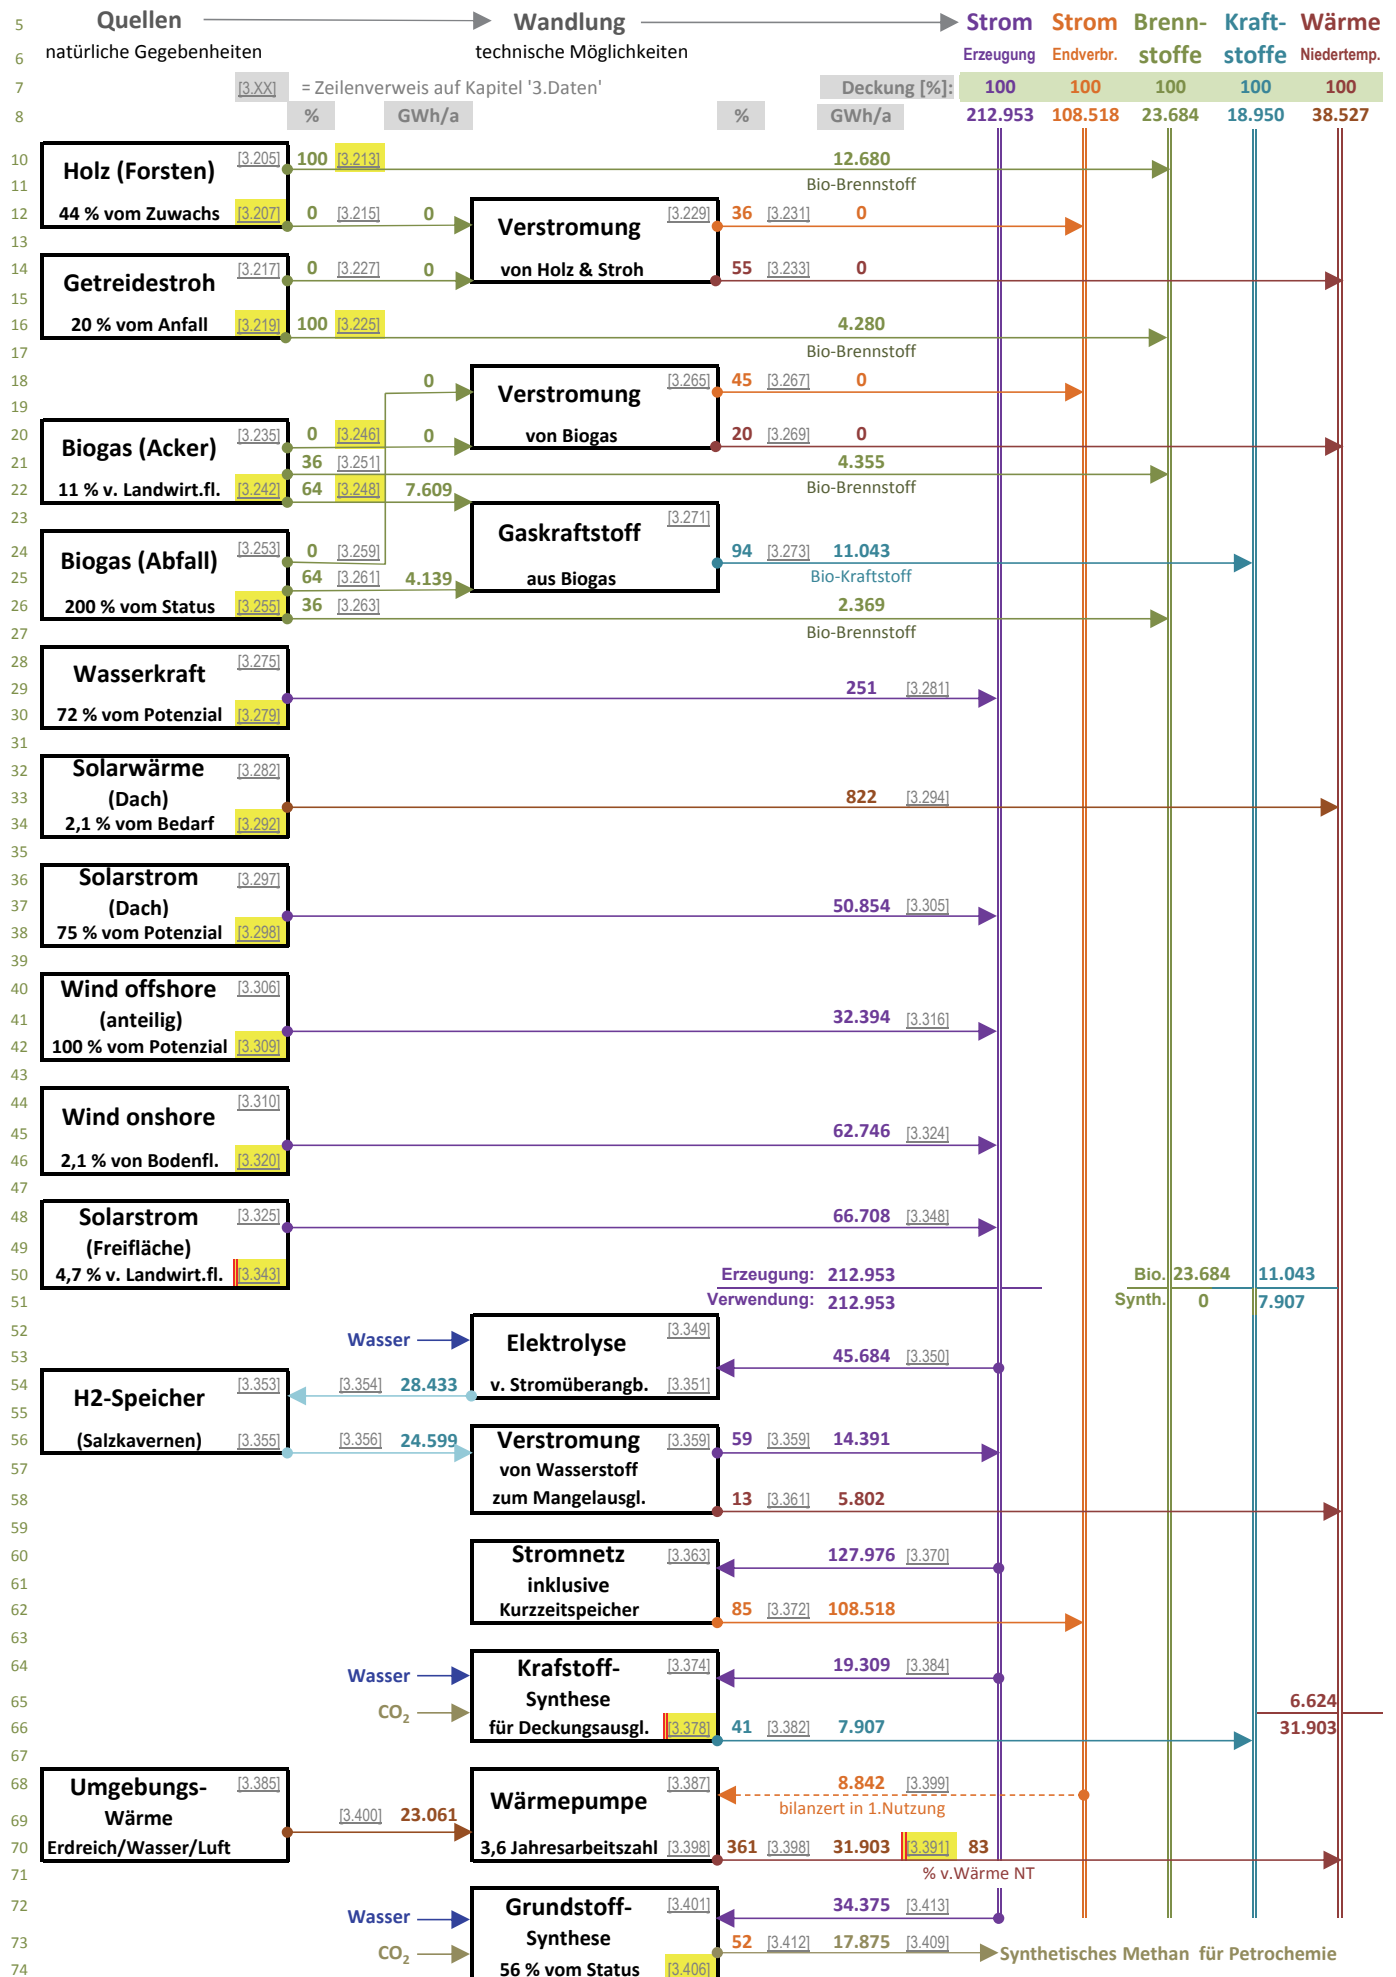 5 Quellen Wandlung Strom Strom Brenn- Kraft- Wärme
6 natürliche Gegebenheiten technische Möglichkeiten Erzeugung Endverbr. stoffe stoffe Niedertemp.
7 [3.XX] = Zeilenverweis auf Kapitel '3.Daten' Deckung [%]: 100 100 100 100 100
8 % GWh/a % GWh/a 212.953 108.518 23.684 18.950 38.527
10 Holz (Forsten) [3.205] 100 [3.213] 12.680
11 Bio-Brennstoff
12 44 % vom Zuwachs [3.207] 0 [3.215] 0 Verstromung [3.229] 36 [3.231] 0
13
14 Getreidestroh [3.217] 0 [3.227] 0 von Holz & Stroh 55 [3.233] 0
15
16 20 % vom Anfall [3.219] 100 [3.225] 4.280
17 Bio-Brennstoff
18 0 Verstromung [3.265] 45 [3.267] 0
19
20 Biogas (Acker) [3.235] 0 [3.246] 0 von Biogas 20 [3.269] 0
21 36 [3.251] 4.355
22 11 % v. Landwirt.fl. [3.242] 64 [3.248] 7.609 Bio-Brennstoff
23 Gaskraftstoff [3.271]
24 Biogas (Abfall) [3.253] 0 [3.259] 94 [3.273] 11.043
25 64 [3.261] 4.139 aus Biogas Bio-Kraftstoff
26 200 % vom Status [3.255] 36 [3.263] 2.369
27 Bio-Brennstoff
28 Wasserkraft [3.275]
29 251 [3.281]
30 72 % vom Potenzial [3.279]
31
32 Solarwärme [3.282]
33 (Dach) 822 [3.294]
34 2,1 % vom Bedarf [3.292]
35
36 Solarstrom [3.297]
37 (Dach) 50.854 [3.305]
38 75 % vom Potenzial [3.298]
39
40 Wind offshore [3.306]
41 (anteilig) 32.394 [3.316]
42 100 % vom Potenzial [3.309]
43
44 Wind onshore [3.310]
45 62.746 [3.324]
46 2,1 % von Bodenfl. [3.320]
47
48 Solarstrom [3.325] 66.708 [3.348]
49 (Freifläche)
50 4,7 % v. Landwirt.fl. [3.343] Erzeugung: 212.953 Bio. 23.684 11.043
51 Verwendung: 212.953 Synth. 0 7.907
52 Wasser Elektrolyse [3.349]
53 45.684 [3.350]
54 H2-Speicher [3.353] [3.354] 28.433 v. Stromüberangb. [3.351]
55
56 (Salzkavernen) [3.355] [3.356] 24.599 Verstromung [3.359] 59 [3.359] 14.391
57 von Wasserstoff
58 zum Mangelausgl. 13 [3.361] 5.802
59
60 Stromnetz [3.363] 127.976 [3.370]
61 inklusive
62 Kurzzeitspeicher 85 [3.372] 108.518
63
64 Wasser Krafstoff- [3.374] 19.309 [3.384]
65 CO2 Synthese 6.624
66 für Deckungsausgl. [3.378] 41 [3.382] 7.907 31.903
67
68 Umgebungs- [3.385] Wärmepumpe [3.387] 8.842 [3.399]
69 Wärme [3.400] 23.061 bilanzert in 1.Nutzung
70 Erdreich/Wasser/Luft 3,6 Jahresarbeitszahl [3.398] 361 [3.398] 31.903 [3.391] 83
71 % v.Wärme NT
72 Wasser Grundstoff- [3.401] 34.375 [3.413]
73 CO2 Synthese 52 [3.412] 17.875 [3.409] Synthetisches Methan für Petrochemie
74 56 % vom Status [3.406]